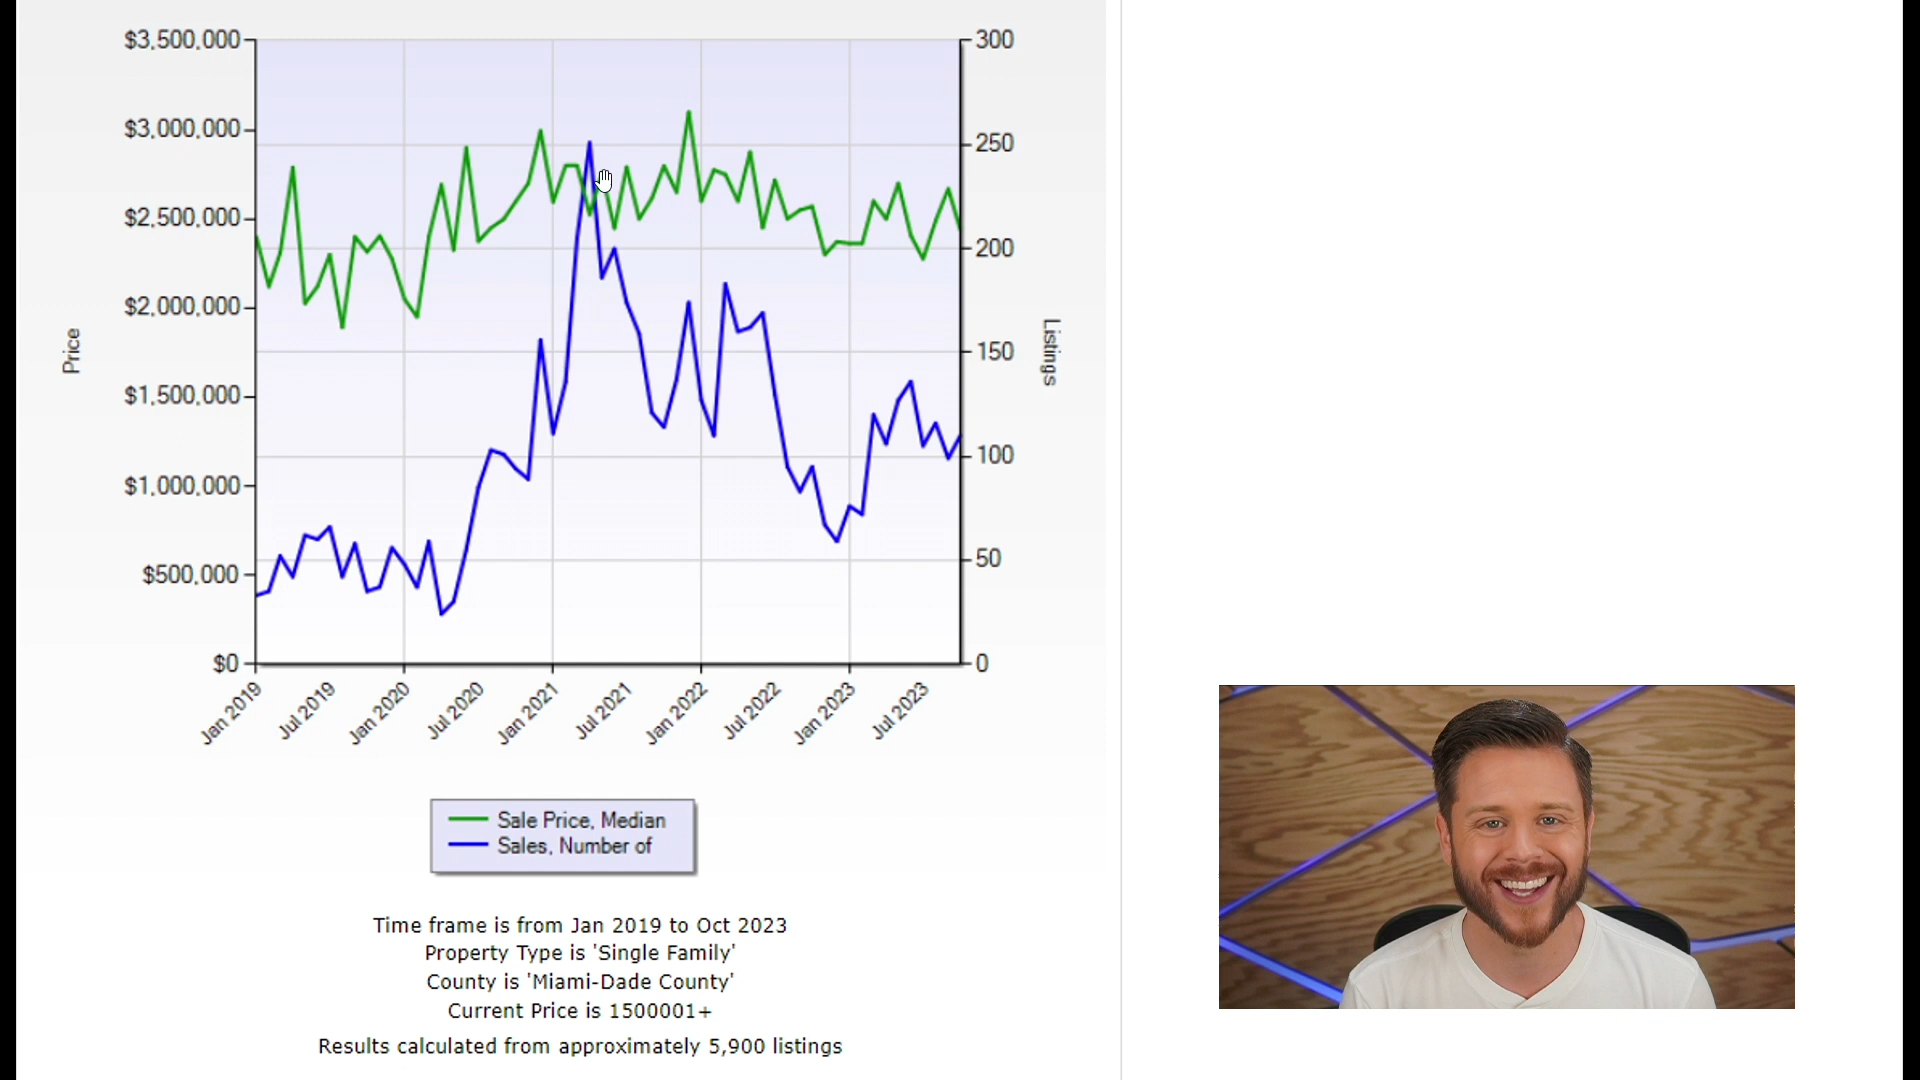 $3,500,000
$3,000,000
$2,500,000
$2,000,000
$1,500,000
$1,000,000
$500,000
$0
Price
300
250
200
150
100
50
0
Listings
Jan 2019
Jul 2019
Jan 2020
Jul 2020
Jan 2021
Jul 2021
Jan 2022
Jul 2022
Jan 2023
Jul 2023
Sale Price, Median
Sales, Number of
Time frame is from Jan 2019 to Oct 2023
Property Type is 'Single Family'
County is 'Miami-Dade County'
Current Price is 1500001+
Results calculated from approximately 5,900 listings